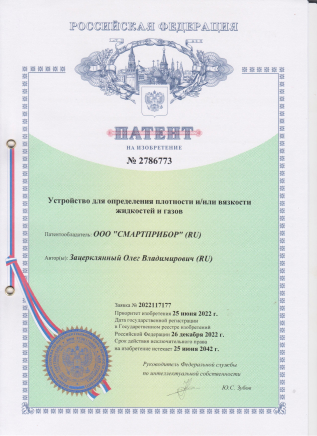 РОССИЙСКАЯ ФЕДЕРАЦИЯ
ПАТЕНТ
НА ИЗОБРЕТЕНИЕ
№ 2786773
Устройство для определения плотности и/или вязкости
жидкостей и газов
Патентообладатель: ООО "СМАРТПРИБОР" (RU)
Автор(ы): Зацерклянный Олег Владимирович (RU)
Заявка № 2022117177
Приоритет изобретения 25 июня 2022 г.
Дата государственной регистрации
в Государственном реестре изобретений
Российской Федерации 26 декабря 2022 г.
Срок действия исключительного права
на изобретение истекает 25 июня 2042 г.
Руководитель Федеральной службы
по интеллектуальной собственности
Ю.С. Зубов